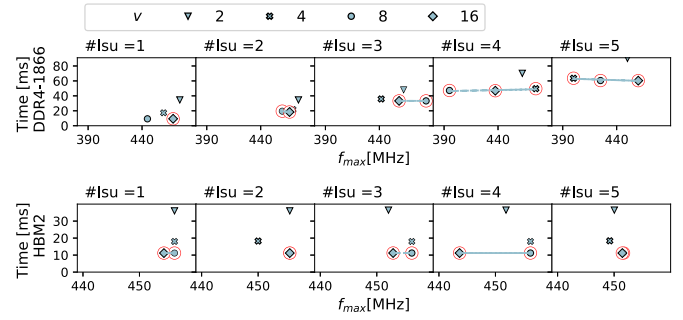 v 2 4 8 16
#lsu =1 #lsu =2 #lsu =3 #lsu =4 #lsu =5
Time [ms]
DDR4-1866
80
60
40
20
0
390 440 390 440 390 440 390 440 390 440
f_max[MHz]
#lsu =1 #lsu =2 #lsu =3 #lsu =4 #lsu =5
Time [ms]
HBM2
30
20
10
0
440 450 440 450 440 450 440 450 440 450
f_max[MHz]